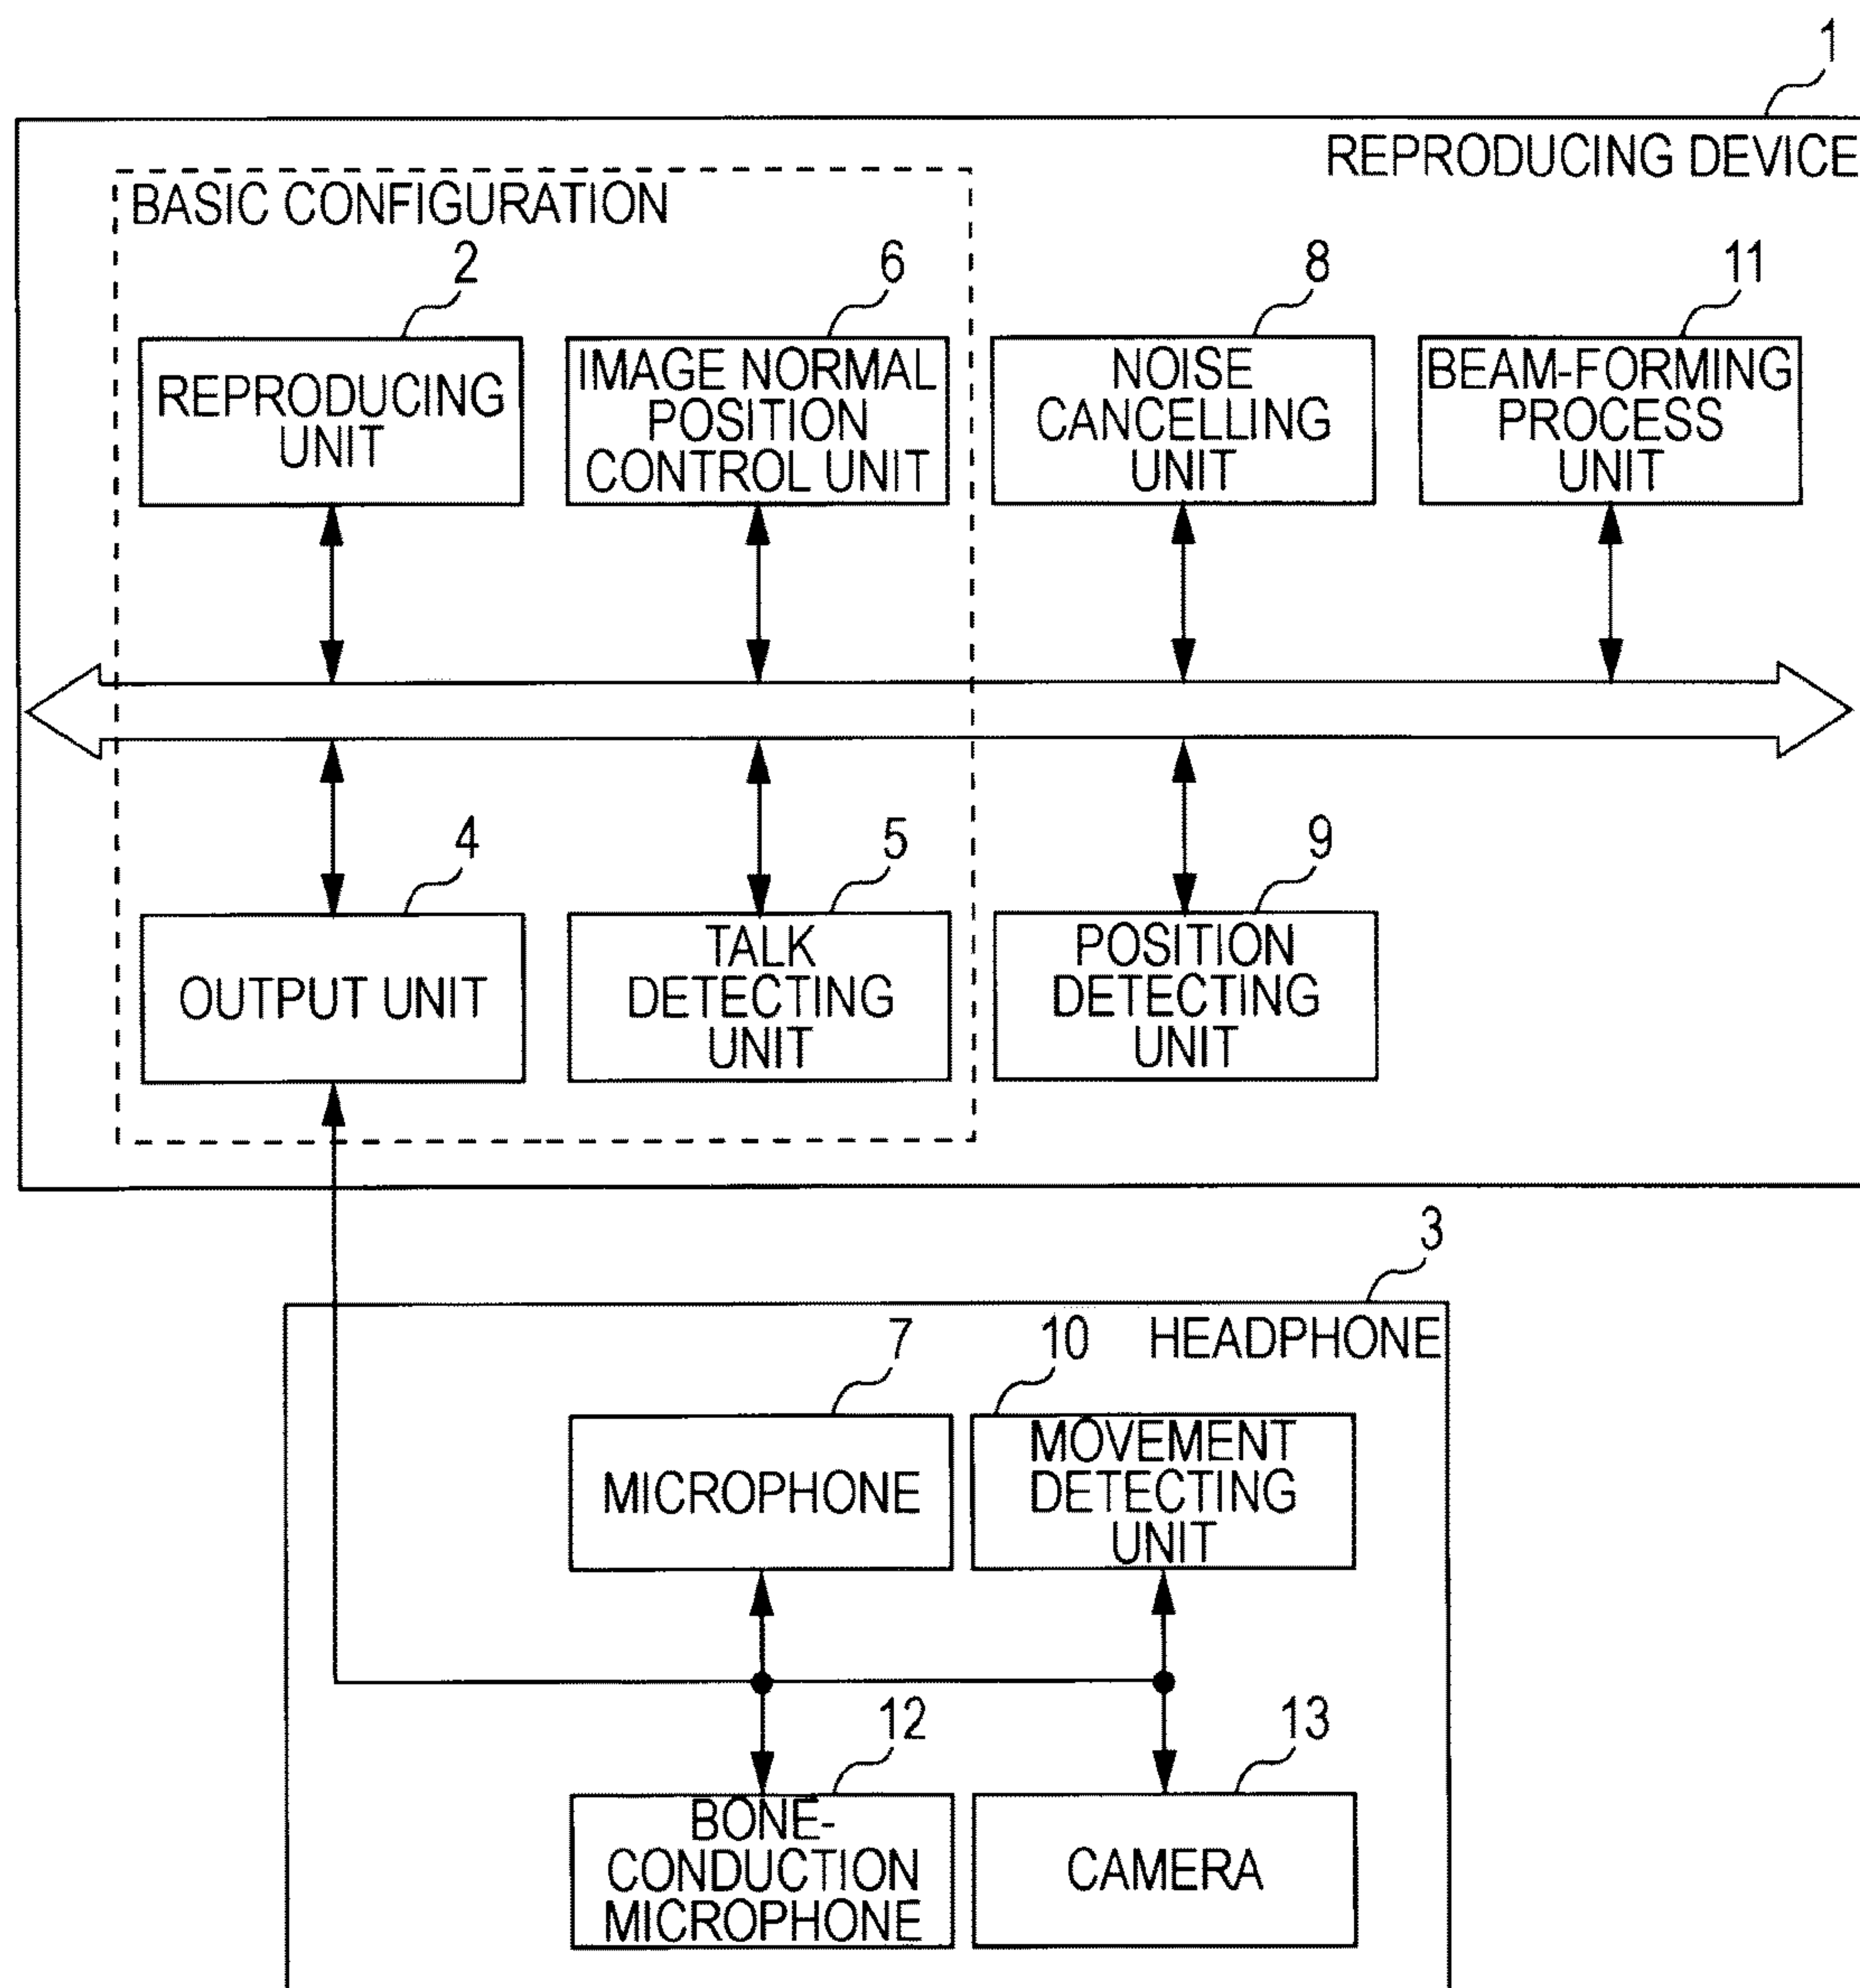 1
REPRODUCING DEVICE
BASIC CONFIGURATION
2
6
8
11
REPRODUCING
UNIT
IMAGE NORMAL
POSITION
CONTROL UNIT
NOISE
CANCELLING
UNIT
BEAM-FORMING
PROCESS
UNIT
4
5
9
OUTPUT UNIT
TALK
DETECTING
UNIT
POSITION
DETECTING
UNIT
3
HEADPHONE
7
10
MICROPHONE
MOVEMENT
DETECTING
UNIT
12
13
BONE-
CONDUCTION
MICROPHONE
CAMERA